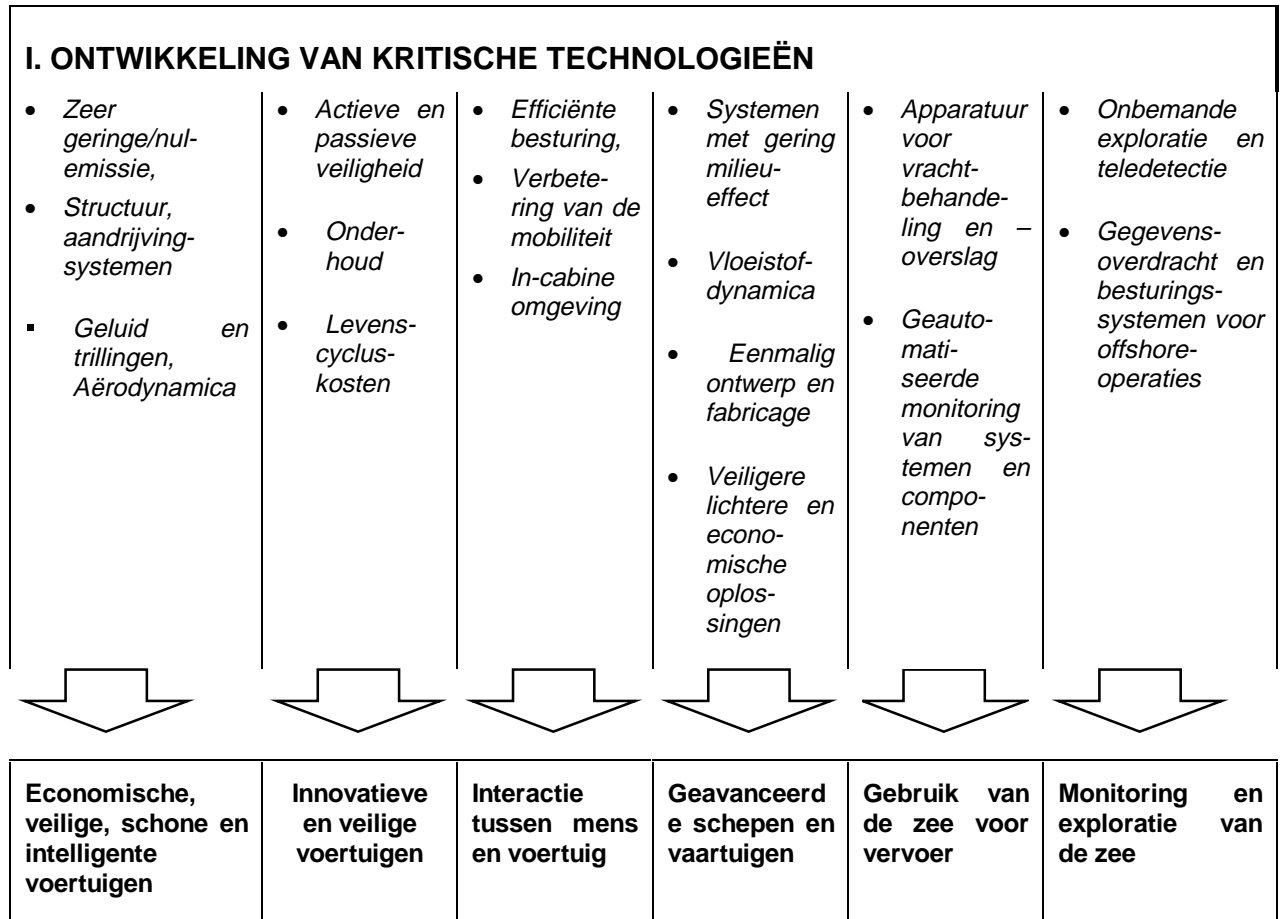 I. ONTWIKKELING VAN KRITISCHE TECHNOLOGIEËN
• Zeer
geringe/nul-
emissie,
• Structuur,
aandrijving-
systemen
▪ Geluid en
trillingen,
Aërodynamica
• Actieve en
passieve
veiligheid
• Onder-
houd
• Levens-
cyclus-
kosten
• Efficiënte
besturing,
• Verbete-
ring van de
mobiliteit
• In-cabine
omgeving
• Systemen
met gering
milieu-
effect
• Vloeistof-
dynamica
• Eenmalig
ontwerp en
fabricage
• Veiligere
lichtere en
econo-
mische
oplos-
singen
• Apparatuur
voor
vracht-
behande-
ling en –
overslag
• Geauto-
mati-
seerde
monitoring
van sys-
temen en
compo-
nenten
• Onbemande
exploratie en
teledetectie
• Gegevens-
overdracht en
besturings-
systemen voor
offshore-
operaties
Economische,
veilige, schone en
intelligente
voertuigen
Innovatieve
en veilige
voertuigen
Interactie
tussen mens
en voertuig
Geavanceerd
e schepen en
vaartuigen
Gebruik van
de zee voor
vervoer
Monitoring en
exploratie van
de zee